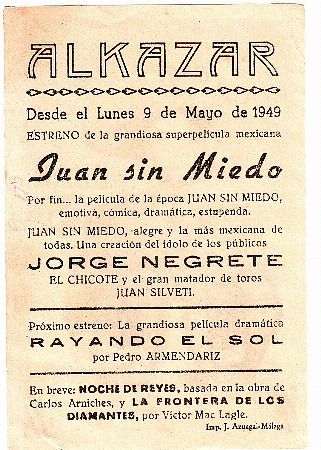 ALKAZAR
Desde el Lunes 9 de Mayo de 1949
ESTRENO de la grandiosa superpelícula mexicana
Juan sin Miedo
Por fin... la película de la época JUAN SIN MIEDO,
emotiva, cómica, dramática, estupenda.
JUAN SIN MIEDO, alegre y la más mexicana de
todas. Una creación del ídolo de los públicos
JORGE NEGRETE
EL CHICOTE y el gran matador de toros
JUAN SILVETI.
Próximo estreno: La grandiosa película dramática
RAYANDO EL SOL
por Pedro ARMENDARIZ
En breve: NOCHE DE REYES, basada en la obra de
Carlos Arniches, y LA FRONTERA DE LOS
DIAMANTES, por Víctor Mac Lagle.
Imp. J. Azuaga.-Málaga